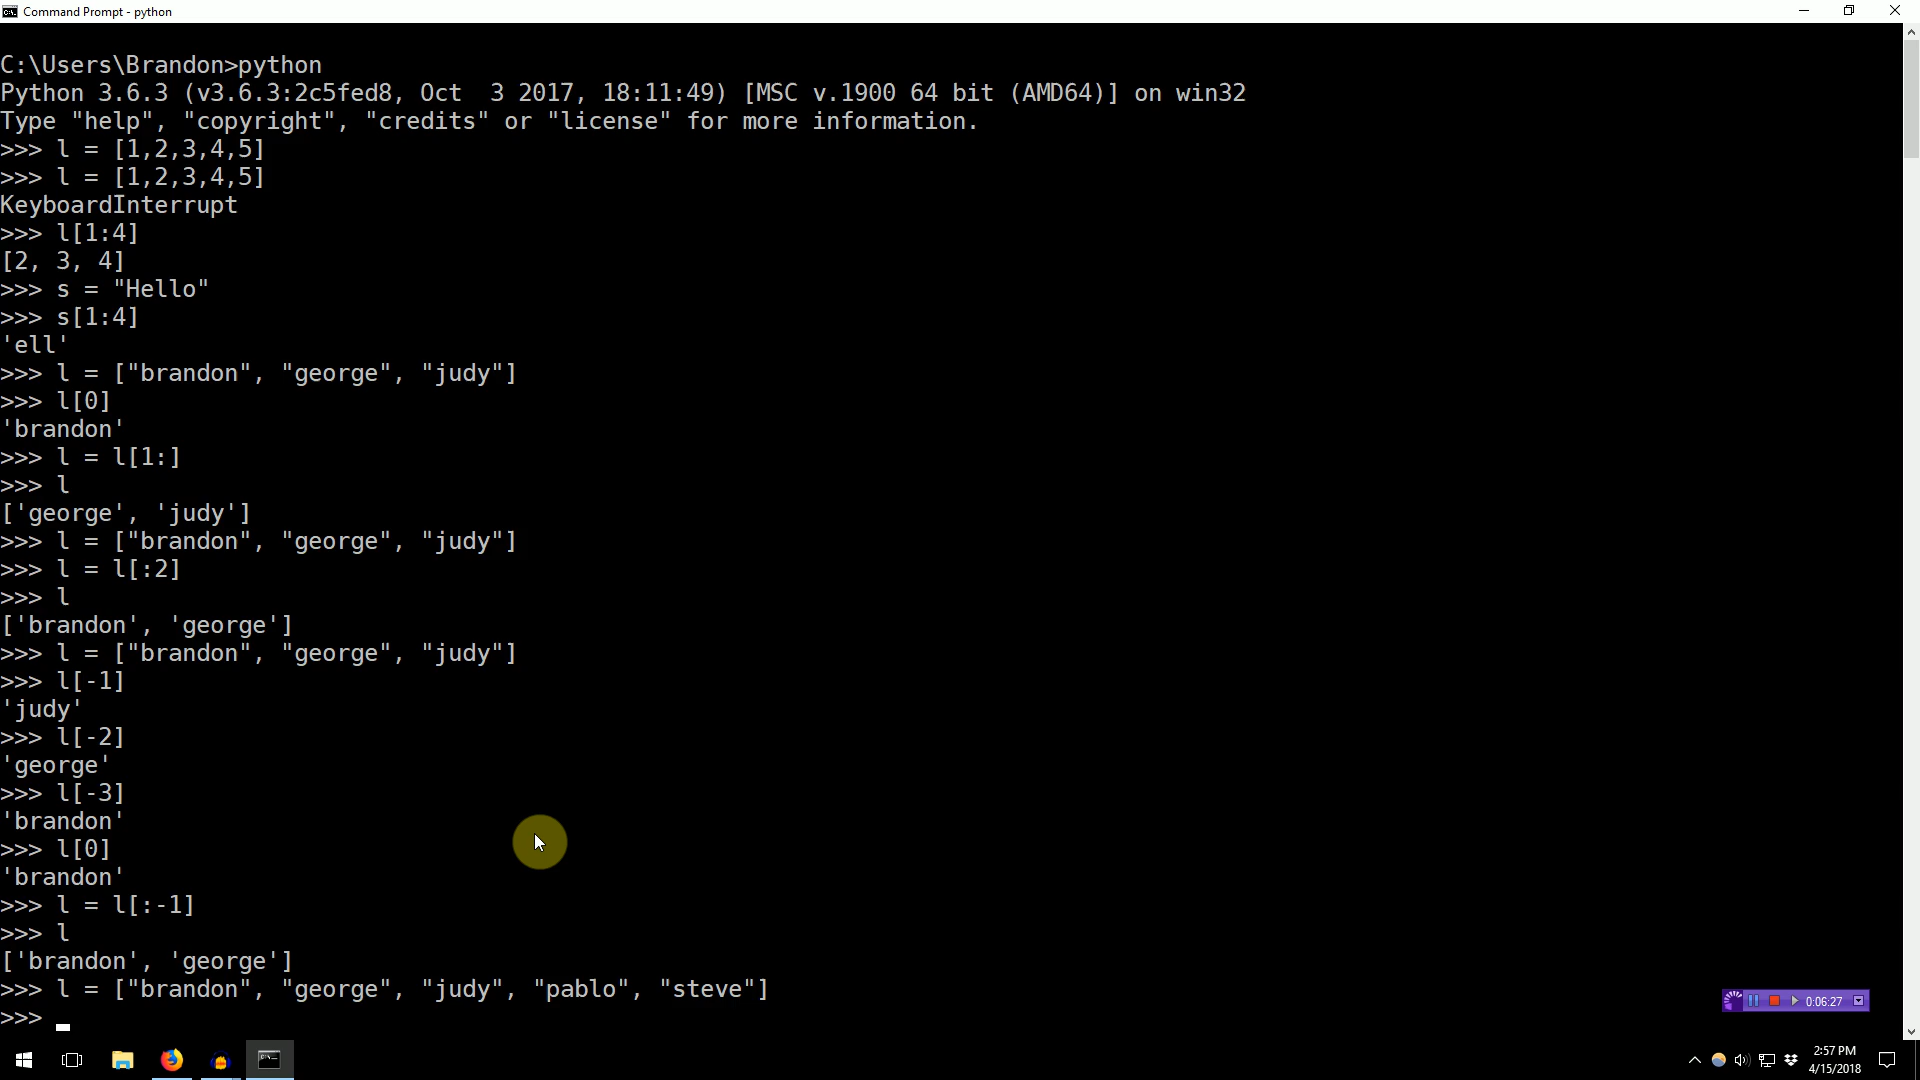 Command Prompt - python
C:\Users\Brandon>python
Python 3.6.3 (v3.6.3:2c5fed8, Oct  3 2017, 18:11:49) [MSC v.1900 64 bit (AMD64)] on win32
Type "help", "copyright", "credits" or "license" for more information.
>>> l = [1,2,3,4,5]
>>> l = [1,2,3,4,5]
KeyboardInterrupt
>>> l[1:4]
[2, 3, 4]
>>> s = "Hello"
>>> s[1:4]
'ell'
>>> l = ["brandon", "george", "judy"]
>>> l[0]
'brandon'
>>> l = l[1:]
>>> l
['george', 'judy']
>>> l = ["brandon", "george", "judy"]
>>> l = l[:2]
>>> l
['brandon', 'george']
>>> l = ["brandon", "george", "judy"]
>>> l[-1]
'judy'
>>> l[-2]
'george'
>>> l[-3]
'brandon'
>>> l[0]
'brandon'
>>> l = l[:-1]
>>> l
['brandon', 'george']
>>> l = ["brandon", "george", "judy", "pablo", "steve"]
>>>
0:06:27
2:57 PM
4/15/2018